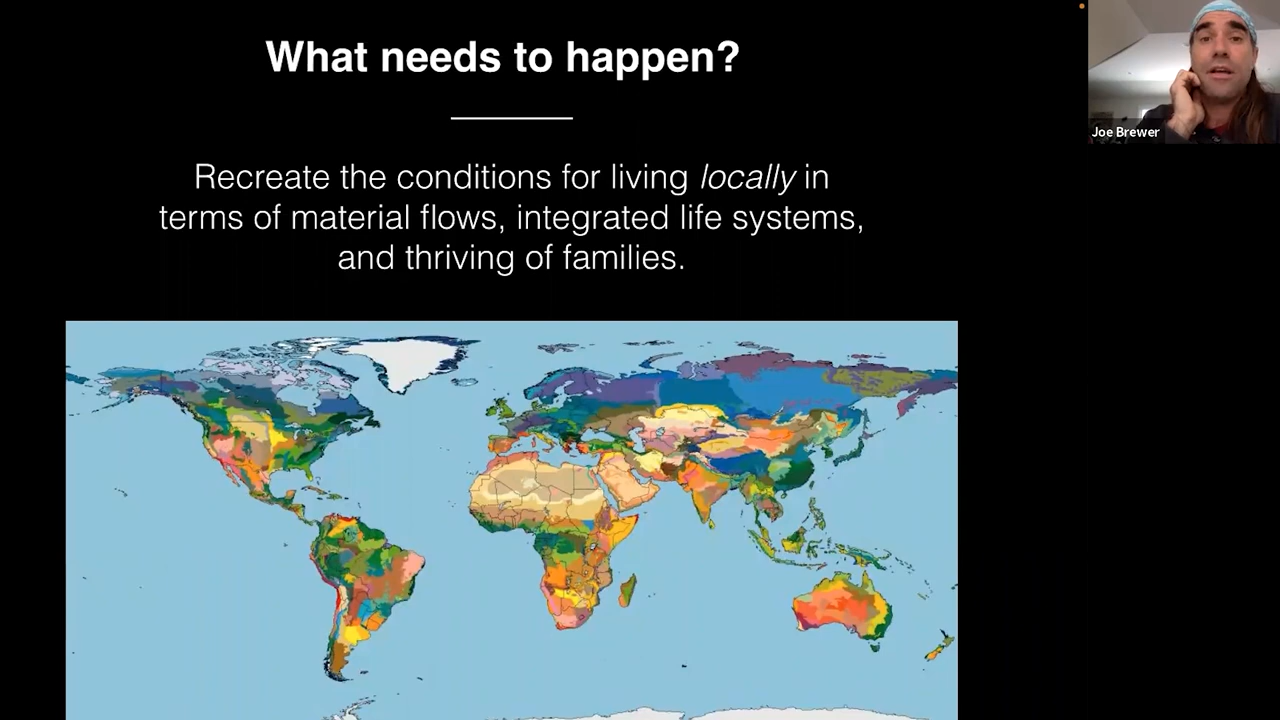 What needs to happen?
Recreate the conditions for living locally in
terms of material flows, integrated life systems,
and thriving of families.
Joe Brewer